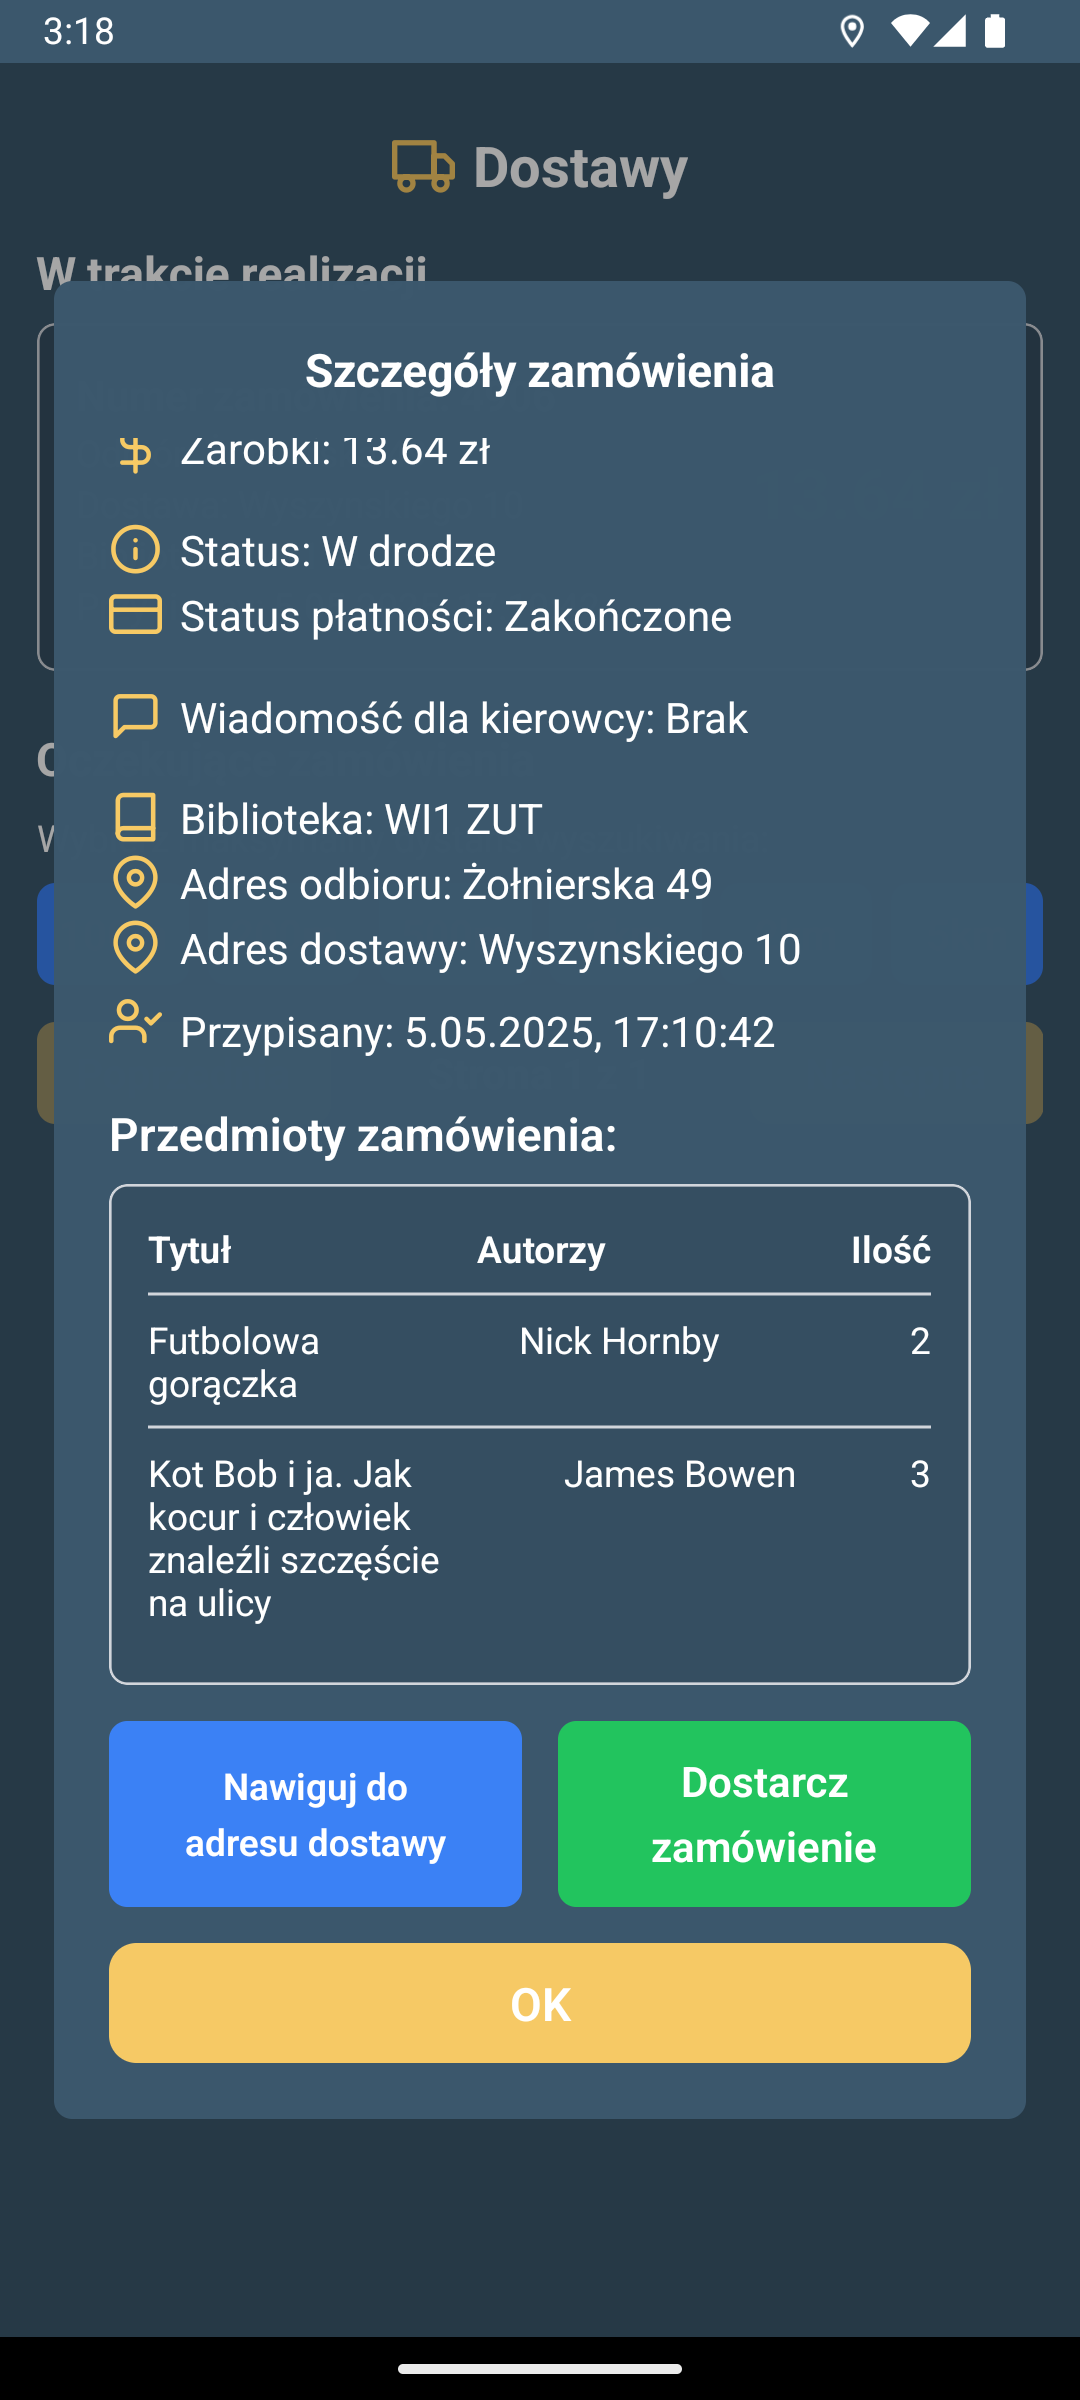 3:18
Dostawy
W trakcie realizacji
Szczegóły zamówienia
Zarobki: 13.64 zł
Status: W drodze
Status płatności: Zakończone
Wiadomość dla kierowcy: Brak
Biblioteka: WI1 ZUT
Adres odbioru: Żołnierska 49
Adres dostawy: Wyszynskiego 10
Przypisany: 5.05.2025, 17:10:42
Przedmioty zamówienia:
Tytuł Autorzy Ilość
Futbolowa Nick Hornby 2
gorączka
Kot Bob i ja. Jak James Bowen 3
kocur i człowiek
znaleźli szczęście
na ulicy
Nawiguj do
adresu dostawy
Dostarcz
zamówienie
OK